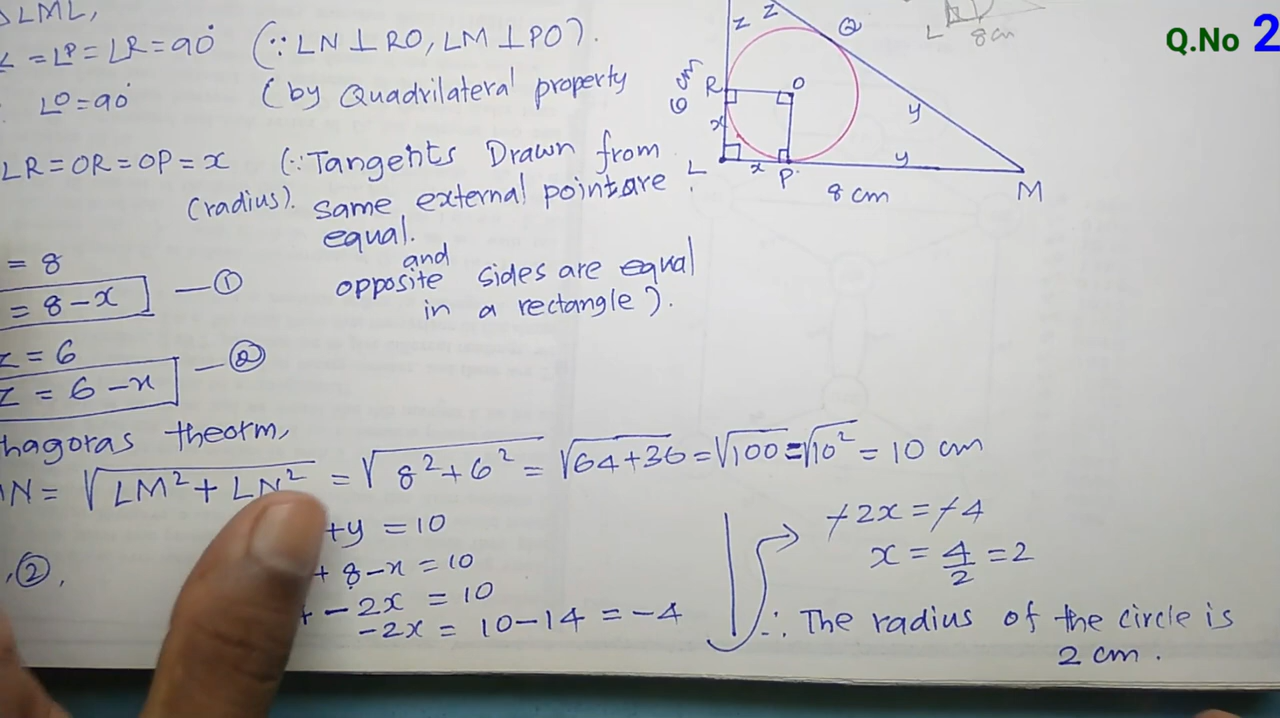 △LML,
∠ = ∠P = ∠R = 90° (∵ LN ⊥ RO, LM ⊥ PO).
∠O = 90° (by Quadrilateral property
LR = OR = OP = x (∵ Tangents Drawn from
(radius). same external point are
equal.
and
opposite sides are equal
in a rectangle).
= 8
= 8 - x — ①
z = 6
z = 6 - x — ②
hagoras theorm,
N = √LM² + LN² = √8² + 6² = √64+36 = √100 = √10² = 10 cm
+y = 10
, ②,
+ 8 - x = 10
+ - 2x = 10
-2x = 10 - 14 = -4
-2x = -4
x = 4/2 = 2
∴ The radius of the circle is
2 cm.
z z Q
6 cm R O
x y
L x P y M
8 cm
L 8 cm
Q.No 2